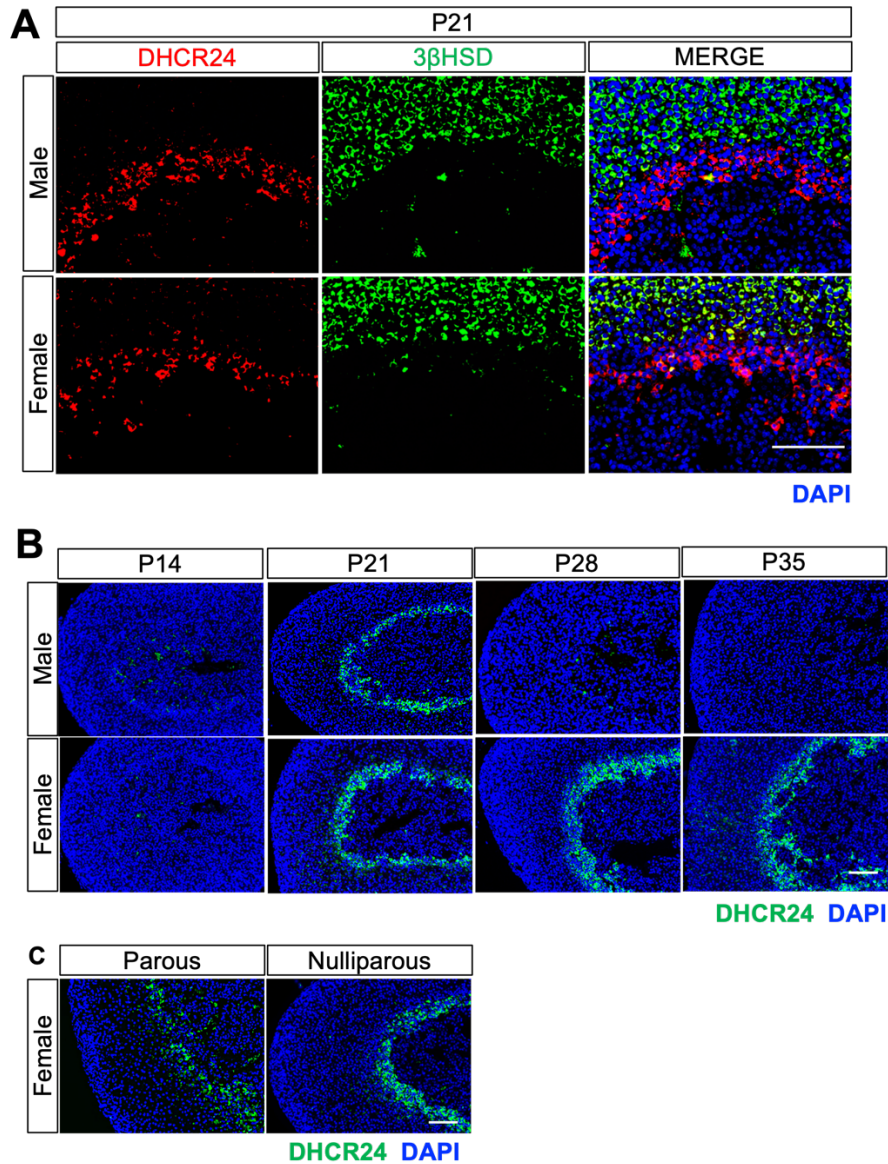 A
P21
DHCR24 3βHSD MERGE
Male
Female
DAPI
B
P14 P21 P28 P35
Male
Female
DHCR24 DAPI
c
Parous Nulliparous
Female
DHCR24 DAPI